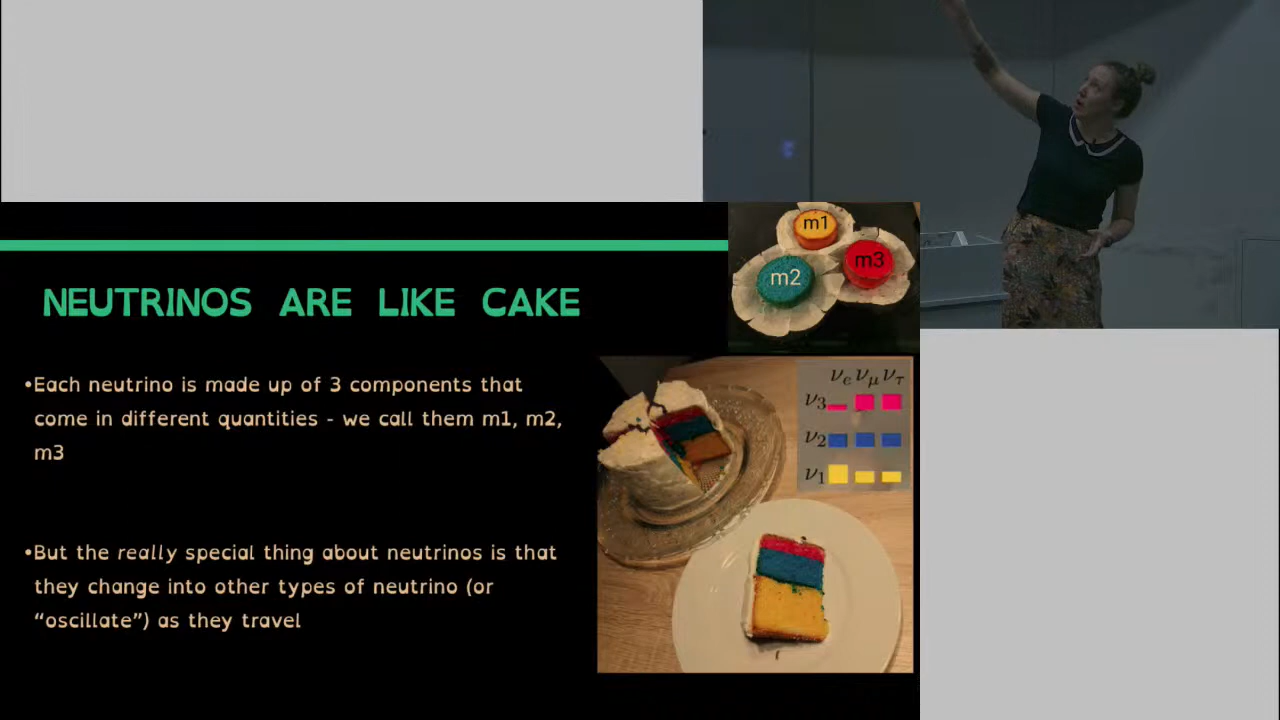 m1
m2
m3
NEUTRINOS ARE LIKE CAKE
•Each neutrino is made up of 3 components that
come in different quantities - we call them m1, m2,
m3
•But the really special thing about neutrinos is that
they change into other types of neutrino (or
“oscillate”) as they travel
νe νμ ντ
ν3
ν2
ν1